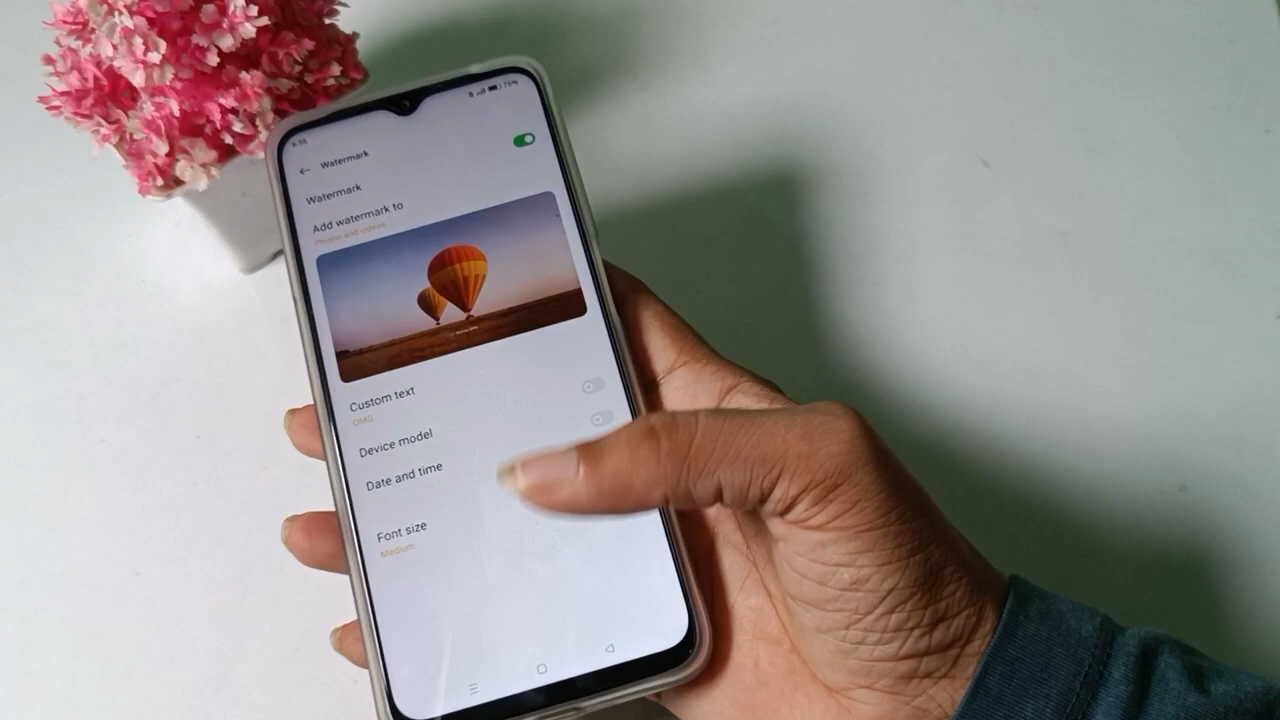 75%
Watermark
Watermark
Add watermark to
Photos and videos
Custom text
OMG
Device model
Date and time
Font size
Medium